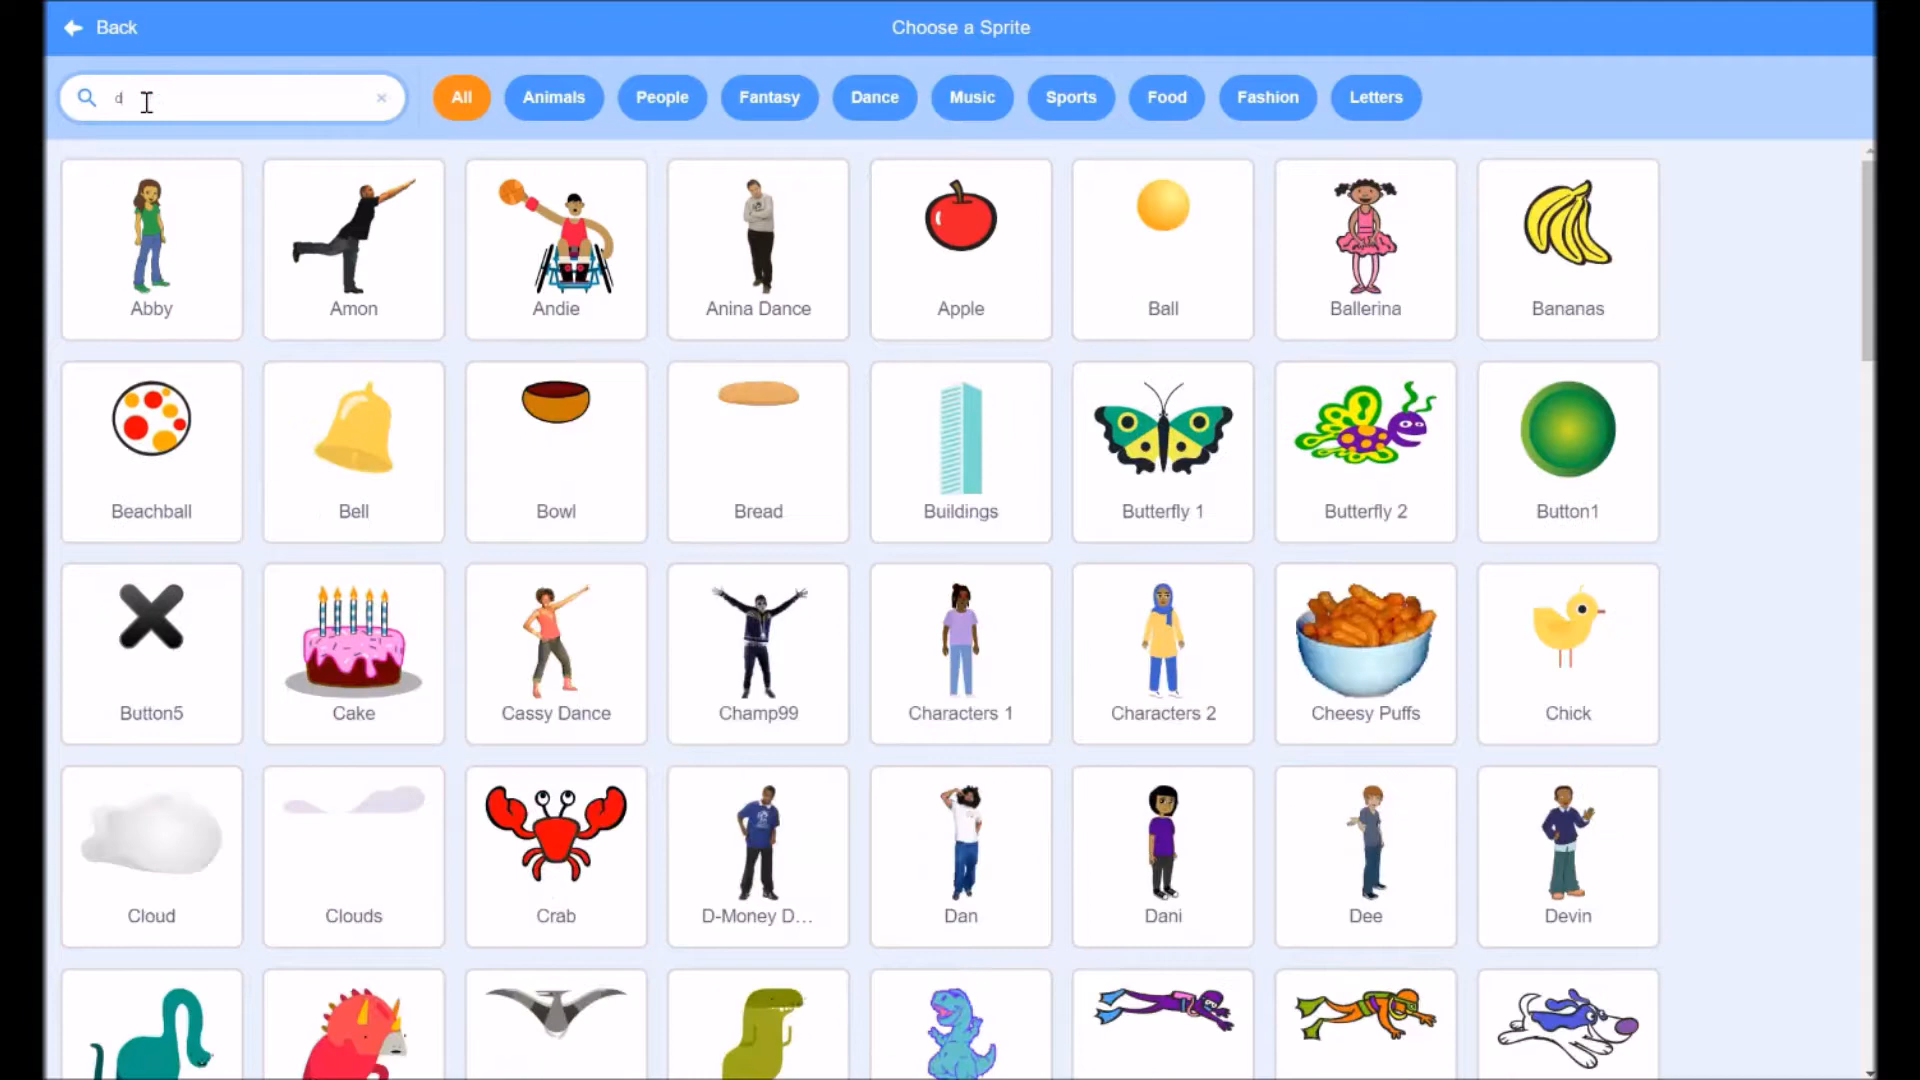 Back
Choose a Sprite
d
All
Animals
People
Fantasy
Dance
Music
Sports
Food
Fashion
Letters
Abby
Amon
Andie
Anina Dance
Apple
Ball
Ballerina
Bananas
Beachball
Bell
Bowl
Bread
Buildings
Butterfly 1
Butterfly 2
Button1
Button5
Cake
Cassy Dance
Champ99
Characters 1
Characters 2
Cheesy Puffs
Chick
Cloud
Clouds
Crab
D-Money D...
Dan
Dani
Dee
Devin